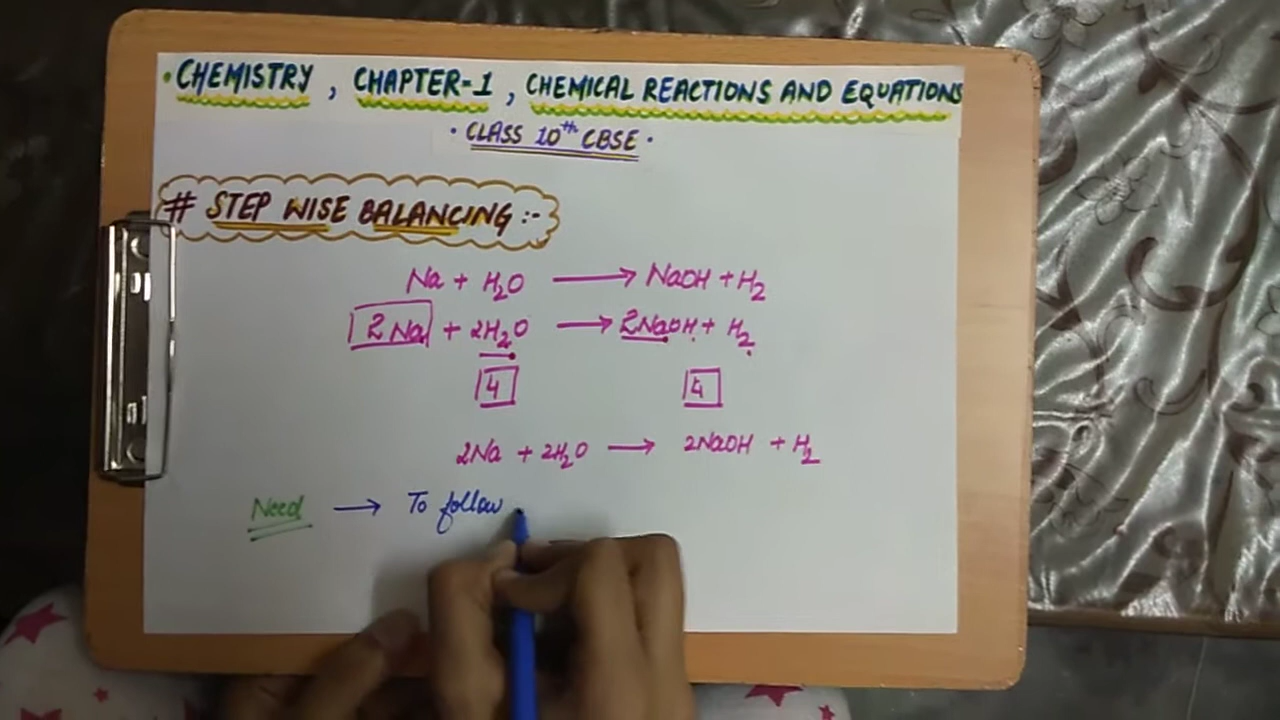 • CHEMISTRY , CHAPTER-1 , CHEMICAL REACTIONS AND EQUATIONS
• CLASS 10th CBSE •
# STEP WISE BALANCING :-
Na + H2O ⟶ NaOH + H2
2Na + 2H2O ⟶ 2NaOH + H2
4 4
2Na + 2H2O ⟶ 2NaOH + H2
Need ⟶ To follow